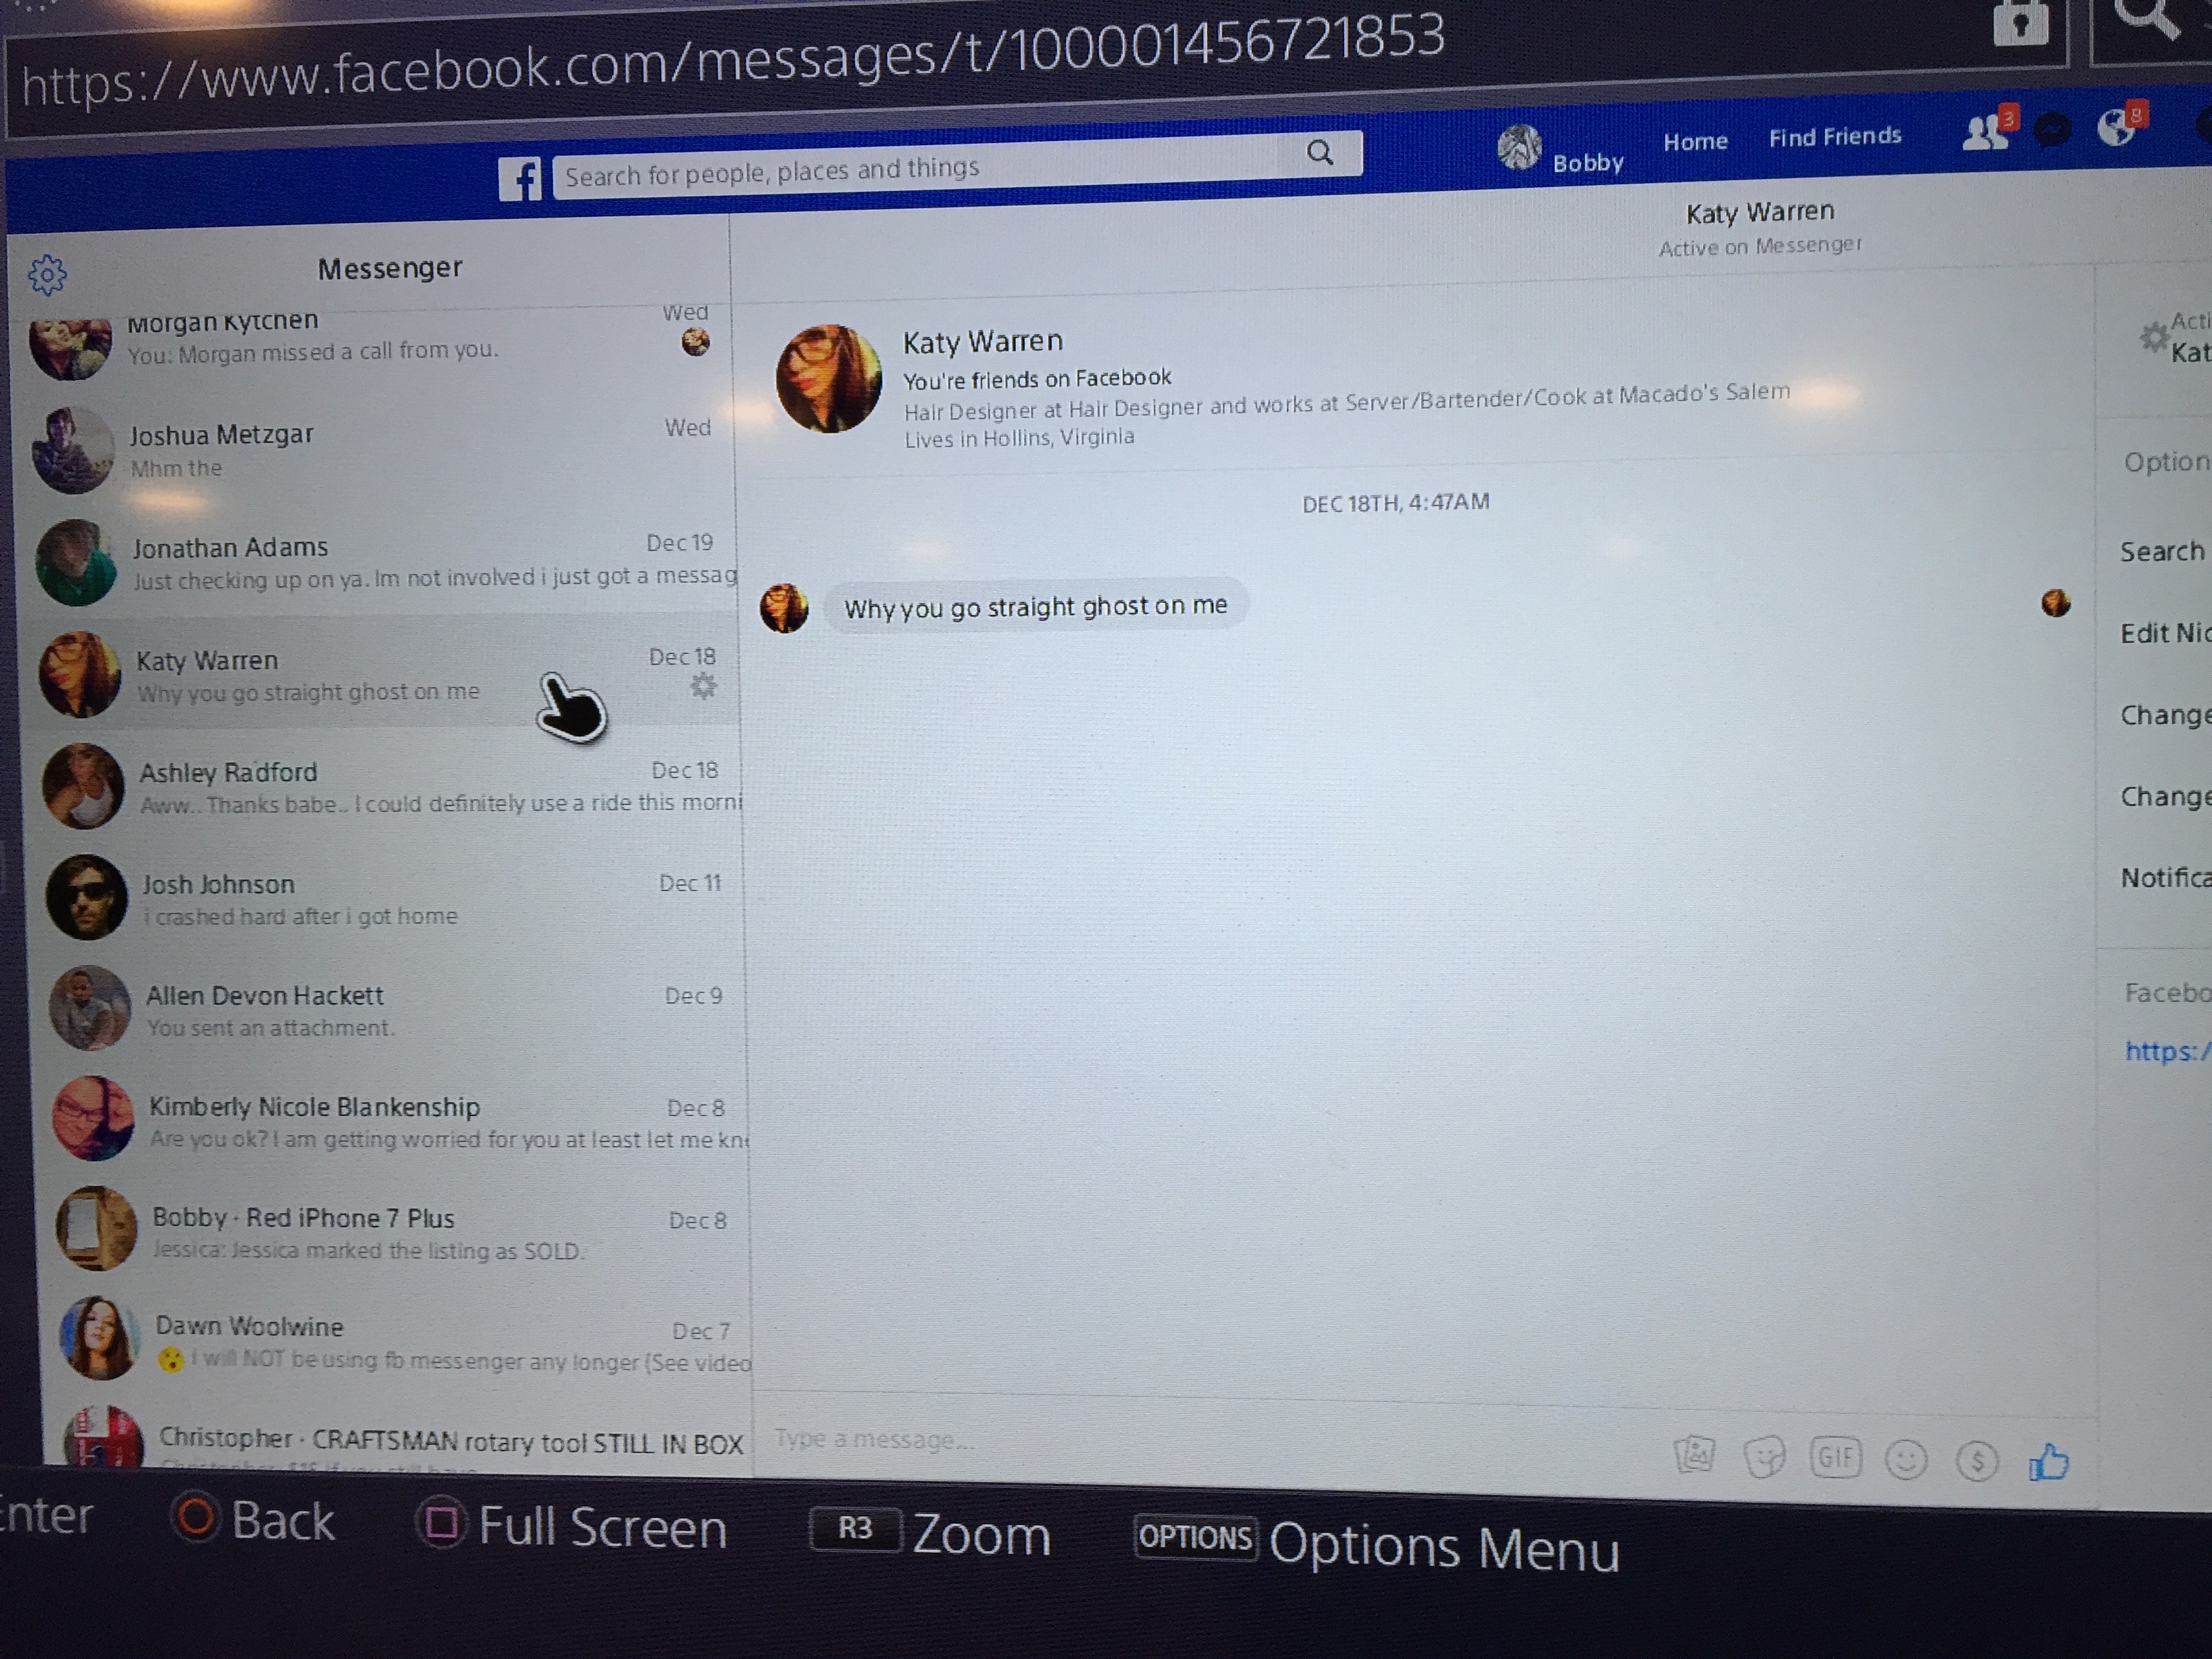 https://www.facebook.com/messages/t/100001456721853
f
Search for people, places and things
Bobby
Home
Find Friends
3
8
Messenger
Katy Warren
Active on Messenger
Morgan Kytchen
Wed
You: Morgan missed a call from you.
Joshua Metzgar
Wed
Mhm the
Jonathan Adams
Dec 19
Just checking up on ya. Im not involved i just got a messag
Katy Warren
Dec 18
Why you go straight ghost on me
Ashley Radford
Dec 18
Aww.. Thanks babe.. I could definitely use a ride this morni
Josh Johnson
Dec 11
i crashed hard after i got home
Allen Devon Hackett
Dec 9
You sent an attachment.
Kimberly Nicole Blankenship
Dec 8
Are you ok? I am getting worried for you at least let me kn
Bobby · Red iPhone 7 Plus
Dec 8
Jessica: Jessica marked the listing as SOLD.
Dawn Woolwine
Dec 7
I will NOT be using fb messenger any longer (See video
Christopher · CRAFTSMAN rotary tool STILL IN BOX
Katy Warren
You're friends on Facebook
Hair Designer at Hair Designer and works at Server/Bartender/Cook at Macado's Salem
Lives in Hollins, Virginia
DEC 18TH, 4:47AM
Why you go straight ghost on me
Type a message...
GIF
$
Acti
Kat
Option
Search
Edit Nic
Change
Change
Notifica
Facebo
https:/
Enter
Back
Full Screen
R3 Zoom
OPTIONS Options Menu